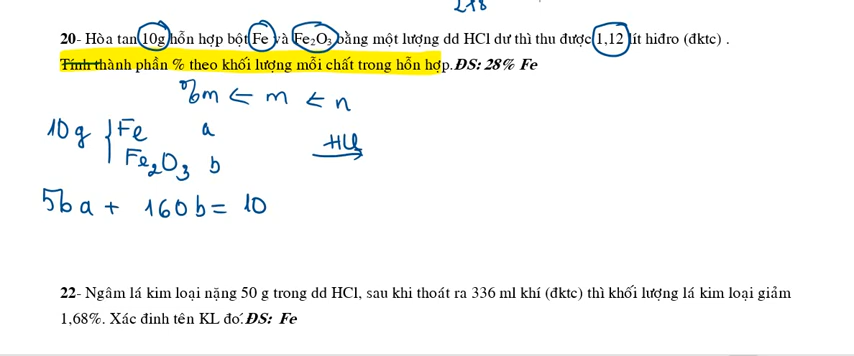 218
20- Hòa tan 10g hỗn hợp bột Fe và Fe₂O₃ bằng một lượng dd HCl dư thì thu được 1,12 lít hiđro (đktc) .
Tính thành phần % theo khối lượng mỗi chất trong hỗn hợp. ĐS: 28% Fe
%m ← m ← n
10g { Fe a
Fe₂O₃ b
HCl →
56a + 160b = 10
22- Ngâm lá kim loại nặng 50 g trong dd HCl, sau khi thoát ra 336 ml khí (đktc) thì khối lượng lá kim loại giảm
1,68%. Xác đinh tên KL đó. ĐS: Fe